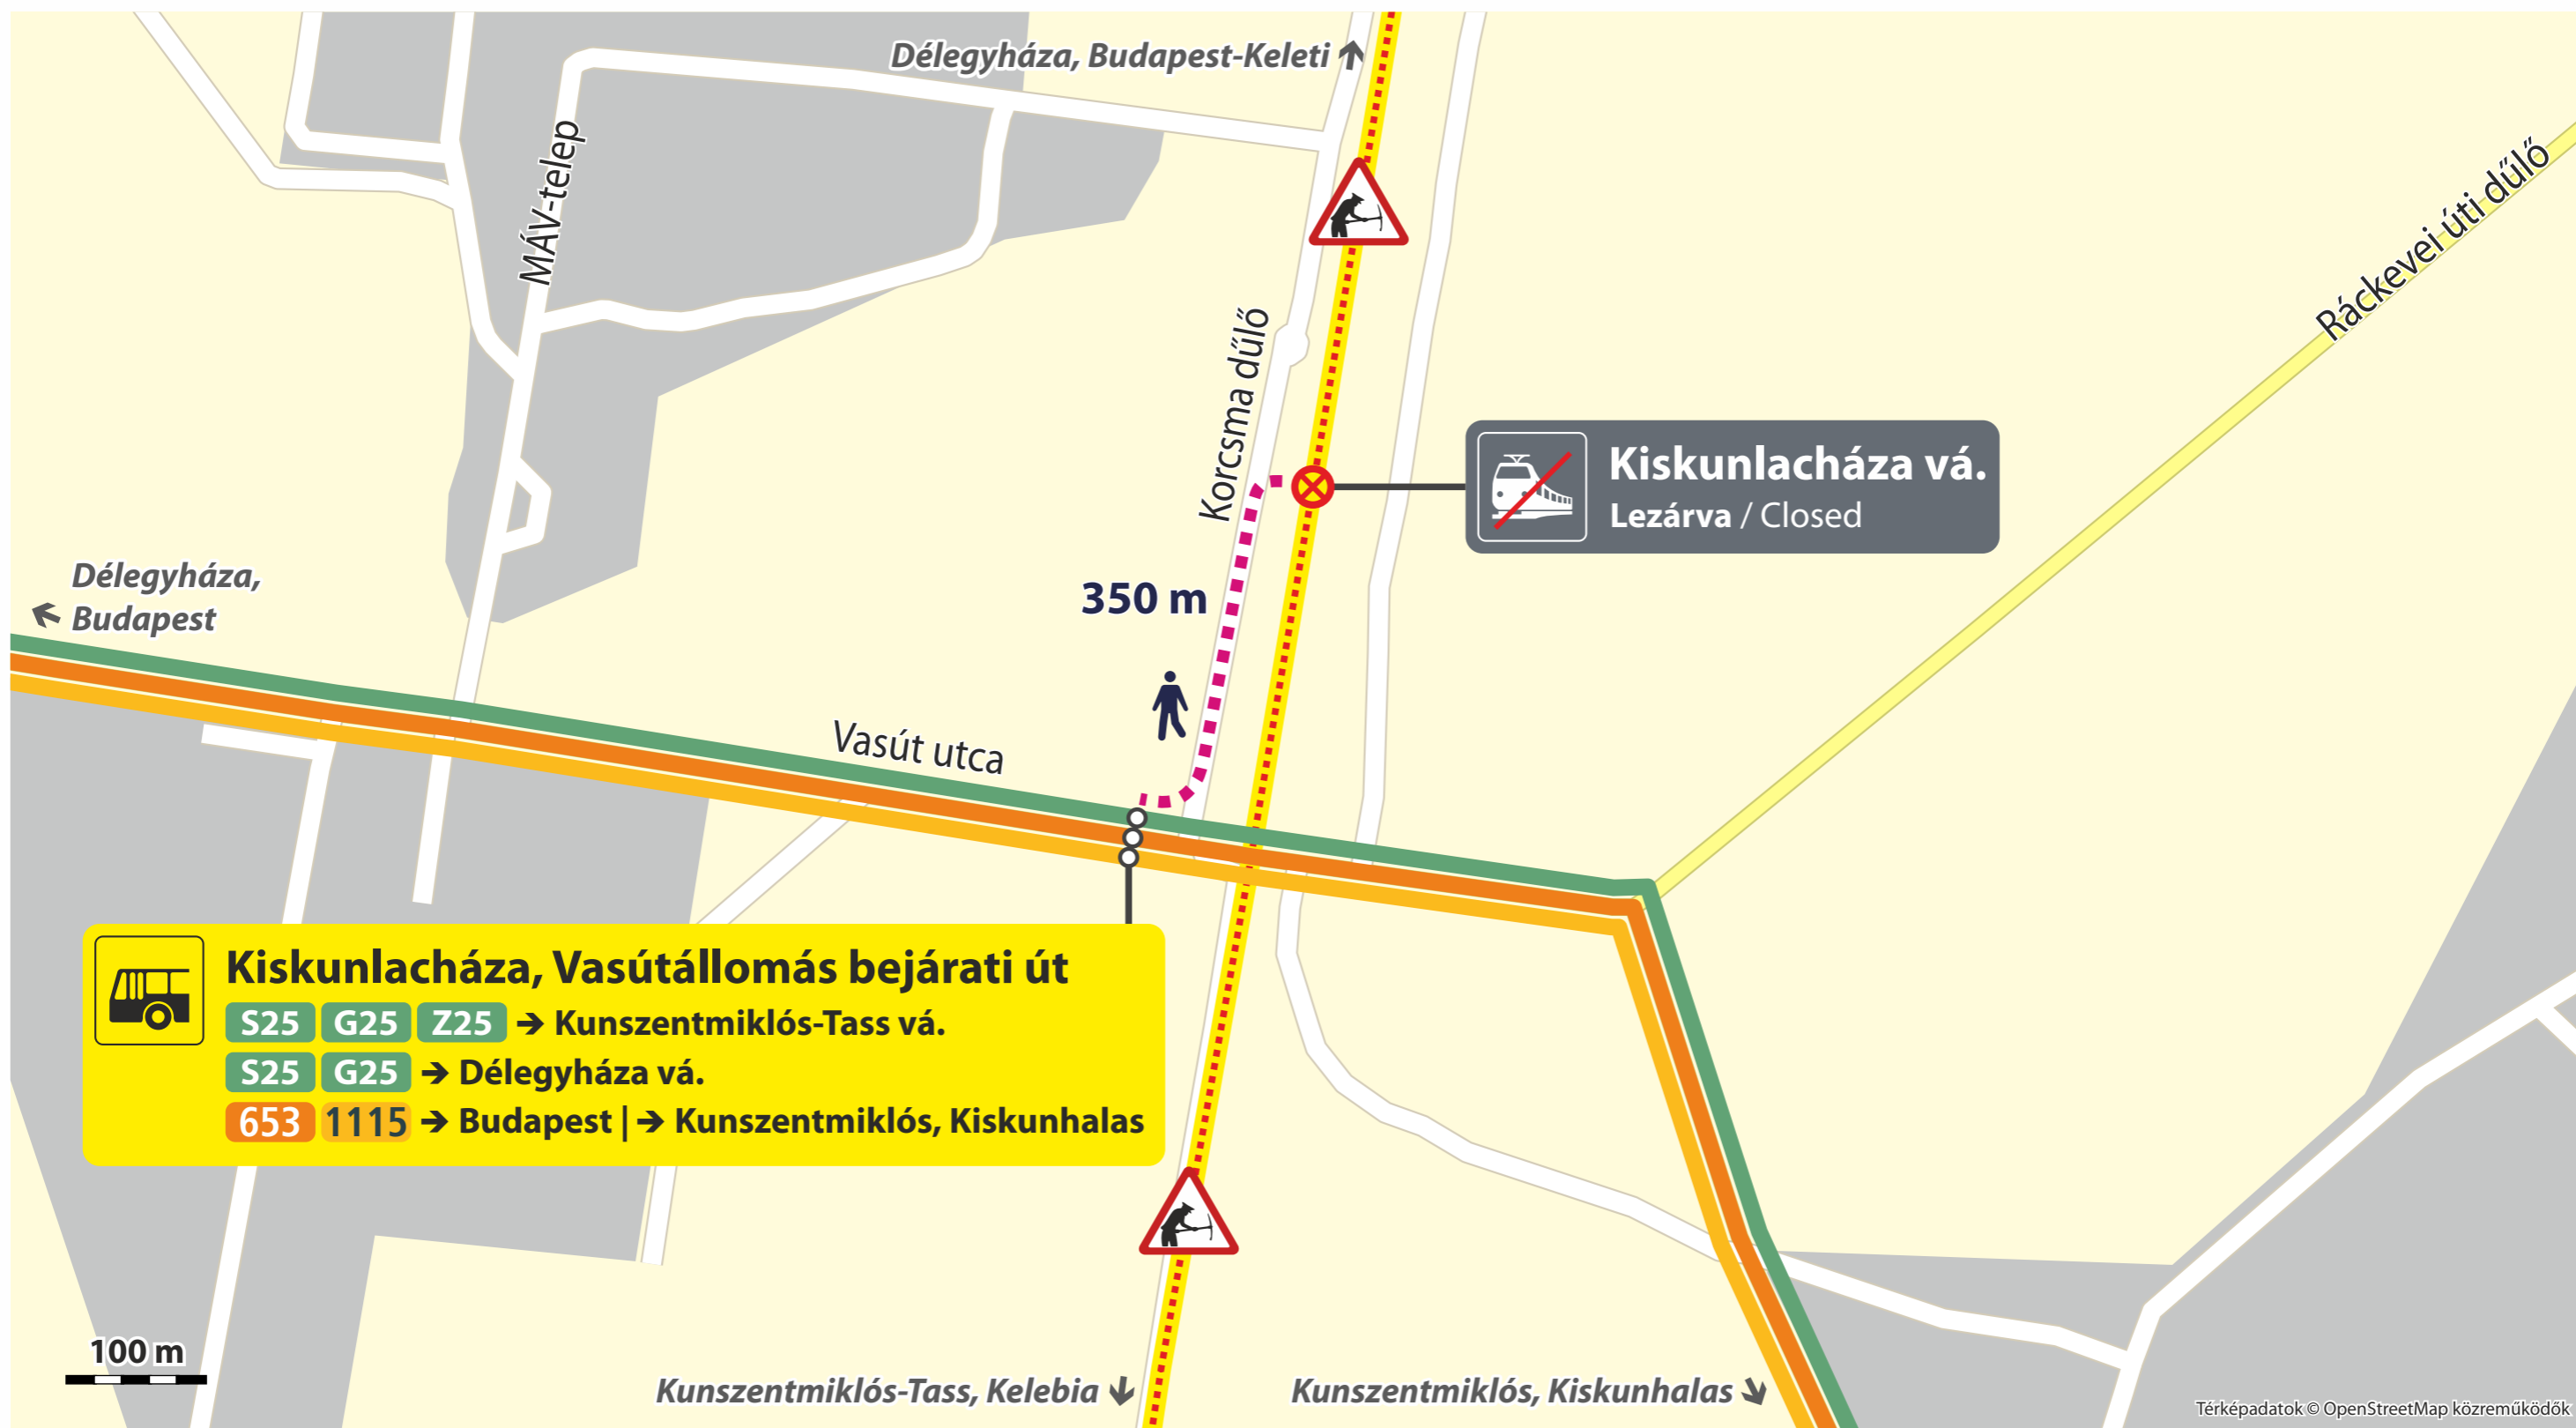 Délegyháza, Budapest-Keleti ↑
MÁV-telep
Ráckevei úti dűlő
Korcsma dűlő
Kiskunlacháza vá.
Lezárva / Closed
Délegyháza,
← Budapest
350 m
Vasút utca
Kiskunlacháza, Vasútállomás bejárati út
S25 G25 Z25 → Kunszentmiklós-Tass vá.
S25 G25 → Délegyháza vá.
653 1115 → Budapest | → Kunszentmiklós, Kiskunhalas
100 m
Kunszentmiklós-Tass, Kelebia ↓
Kunszentmiklós, Kiskunhalas ↘
Térképadatok © OpenStreetMap közreműködők